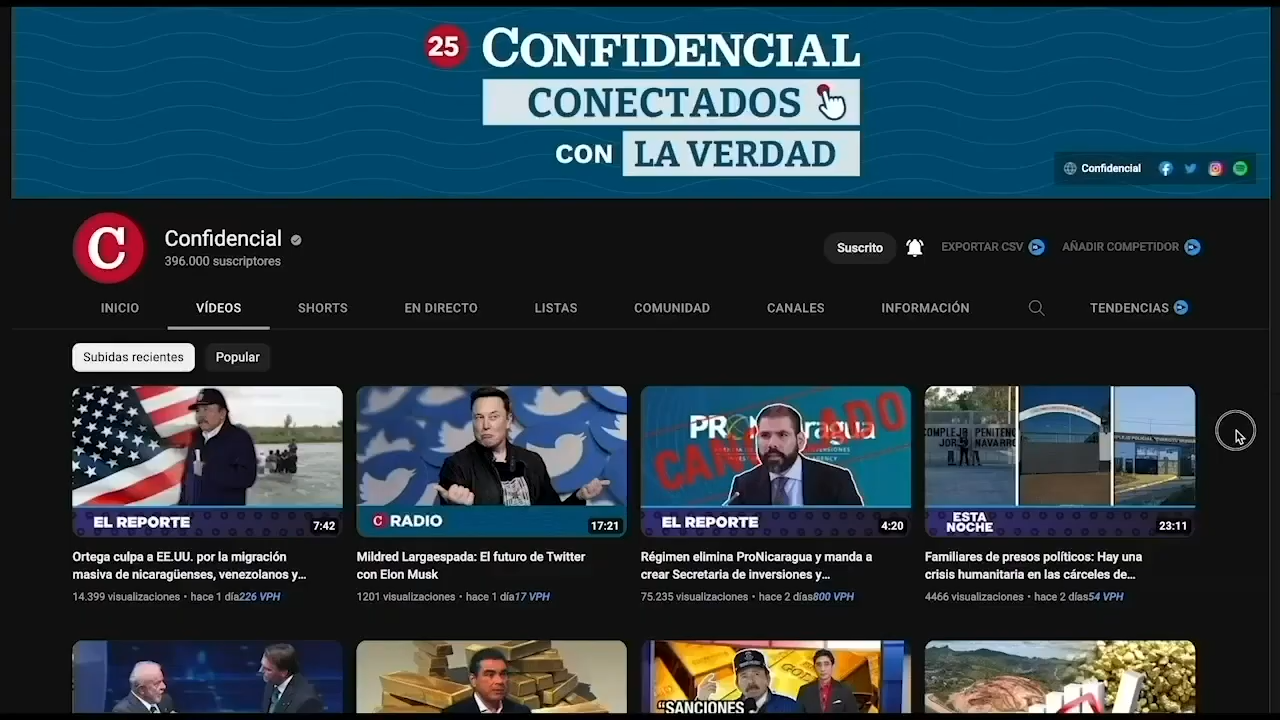 25 CONFIDENCIAL
CONECTADOS
CON LA VERDAD
Confidencial
C
Confidencial
396.000 suscriptores
Suscrito
EXPORTAR CSV
AÑADIR COMPETIDOR
INICIO
VÍDEOS
SHORTS
EN DIRECTO
LISTAS
COMUNIDAD
CANALES
INFORMACIÓN
TENDENCIAS
Subidas recientes
Popular
EL REPORTE
7:42
Ortega culpa a EE.UU. por la migración
masiva de nicaragüenses, venezolanos y...
14.399 visualizaciones • hace 1 día226 VPH
C RADIO
17:21
Mildred Largaespada: El futuro de Twitter
con Elon Musk
1201 visualizaciones • hace 1 día17 VPH
CANCELADO
EL REPORTE
4:20
Régimen elimina ProNicaragua y manda a
crear Secretaria de inversiones y...
75.235 visualizaciones • hace 2 días800 VPH
ESTA
NOCHE
23:11
Familiares de presos políticos: Hay una
crisis humanitaria en las cárceles de...
4466 visualizaciones • hace 2 días54 VPH
"SANCIONES